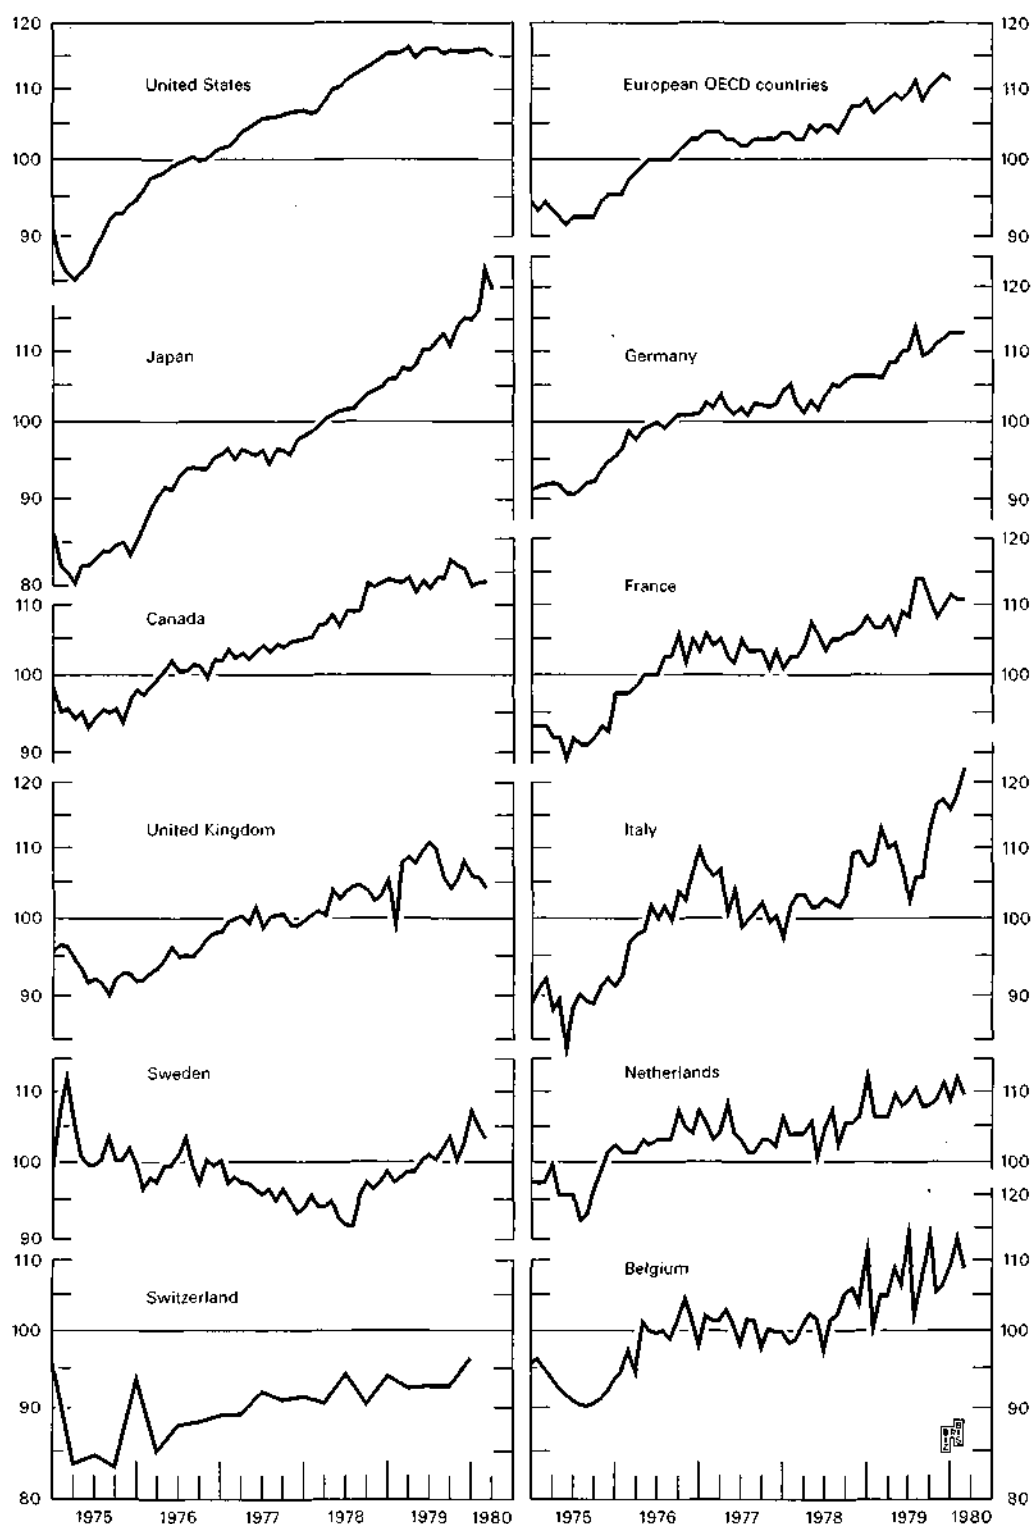 120 120
United States European OECD countries
110 110
100 100
90 90
120
110 110
Japan Germany
100 100
90 90
120
80 France
110 110
Canada
100 100
90 90
120 120
United Kingdom Italy
110 110
100 100
90 90
Sweden Netherlands
110 110
100 100
120
90
110 110
Belgium
Switzerland
100 100
90 90
80 80
1975 1976 1977 1978 1979 1980 1975 1976 1977 1978 1979 1980